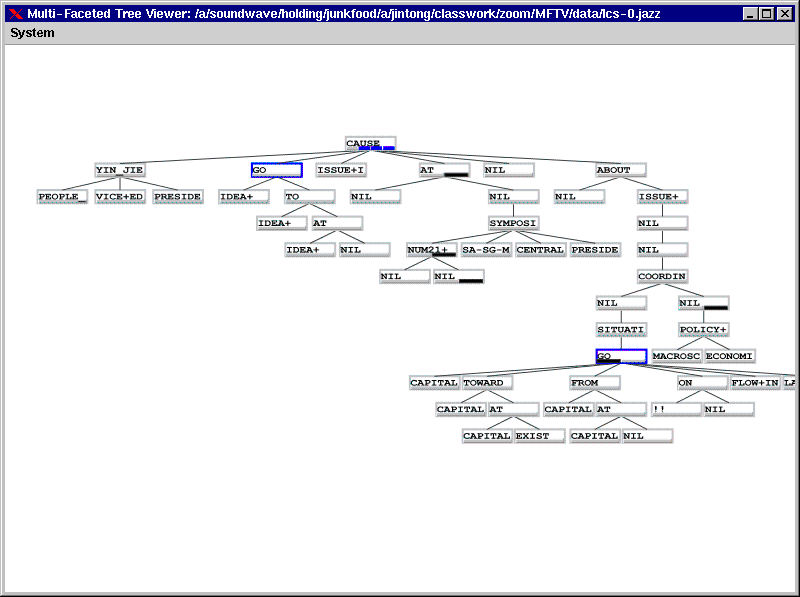 Multi-Faceted Tree Viewer: /a/soundwave/holding/junkfood/a/jintong/classwork/zoom/MFTV/data/lcs-0.jazz
System
CAUSE
YIN_JIE GO ISSUE+I AT NIL ABOUT
PEOPLE_ VICE+ED PRESIDE IDEA+ TO NIL NIL NIL ISSUE+
IDEA+ AT SYMPOSI NIL
IDEA+ NIL NUM21+ SA-SG-M CENTRAL PRESIDE NIL
NIL NIL COORDIN
NIL NIL
SITUATI POLICY+
GO MACROSC ECONOMI
CAPITAL TOWARD FROM ON FLOW+IN LA
CAPITAL AT CAPITAL AT !! NIL
CAPITAL EXIST CAPITAL NIL